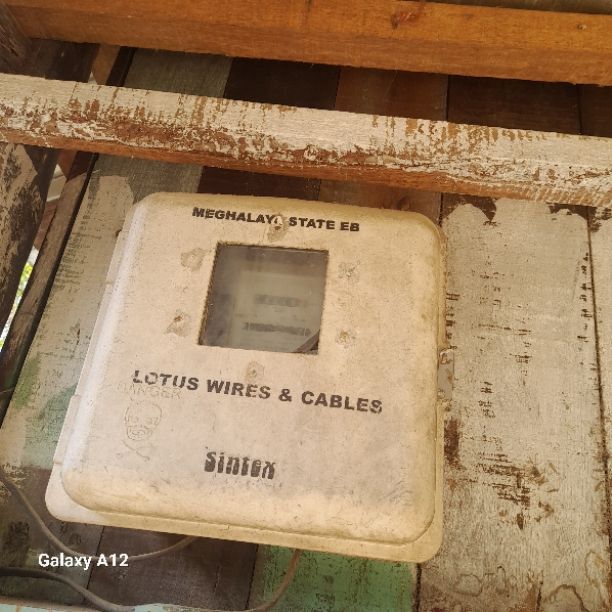 MEGHALAYA STATE EB
LOTUS WIRES & CABLES
DANGER
Sintex
Galaxy A12